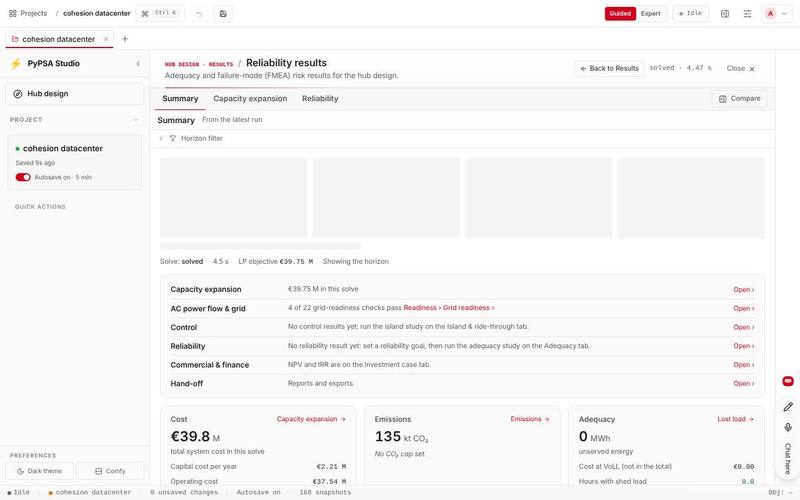 Projects / cohesion datacenter ⌘ Ctrl K
Guided Expert Idle A
cohesion datacenter × +
PyPSA Studio
Hub design
PROJECT
cohesion datacenter
Saved 9s ago
Autosave on · 5 min
QUICK ACTIONS
HUB DESIGN · RESULTS / Reliability results
Adequacy and failure-mode (FMEA) risk results for the hub design.
← Back to Results solved · 4.47 s Close ×
Summary Capacity expansion Reliability Compare
Summary From the latest run
› Horizon filter
Solve: solved 4.5 s LP objective €39.75 M Showing the horizon
Capacity expansion €39.75 M in this solve Open ›
AC power flow & grid 4 of 22 grid-readiness checks pass Readiness › Grid readiness › Open ›
Control No control results yet: run the island study on the Island & ride-through tab. Open ›
Reliability No reliability result yet: set a reliability goal, then run the adequacy study on the Adequacy tab. Open ›
Commercial & finance NPV and IRR are on the Investment case tab. Open ›
Hand-off Reports and exports. Open ›
Cost Capacity expansion →
€39.8 M
total system cost in this solve
Capital cost per year €2.21 M
Operating cost €37.54 M
Emissions Emissions →
135 kt CO₂
No CO₂ cap set.
Adequacy Lost load →
0 MWh
unserved energy
Cost at VoLL (not in the total) €0.00
Hours with shed load 0.0
Chat here
PREFERENCES
Dark theme Comfy
Idle cohesion datacenter 0 unsaved changes Autosave on 168 snapshots Obj: —